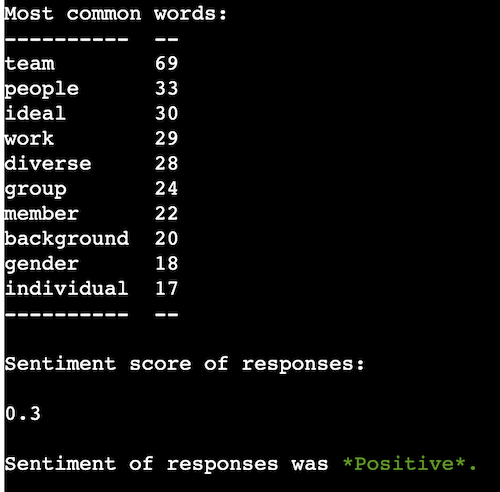 Most common words:
---------- --
team 69
people 33
ideal 30
work 29
diverse 28
group 24
member 22
background 20
gender 18
individual 17
---------- --
Sentiment score of responses:
0.3
Sentiment of responses was *Positive*.